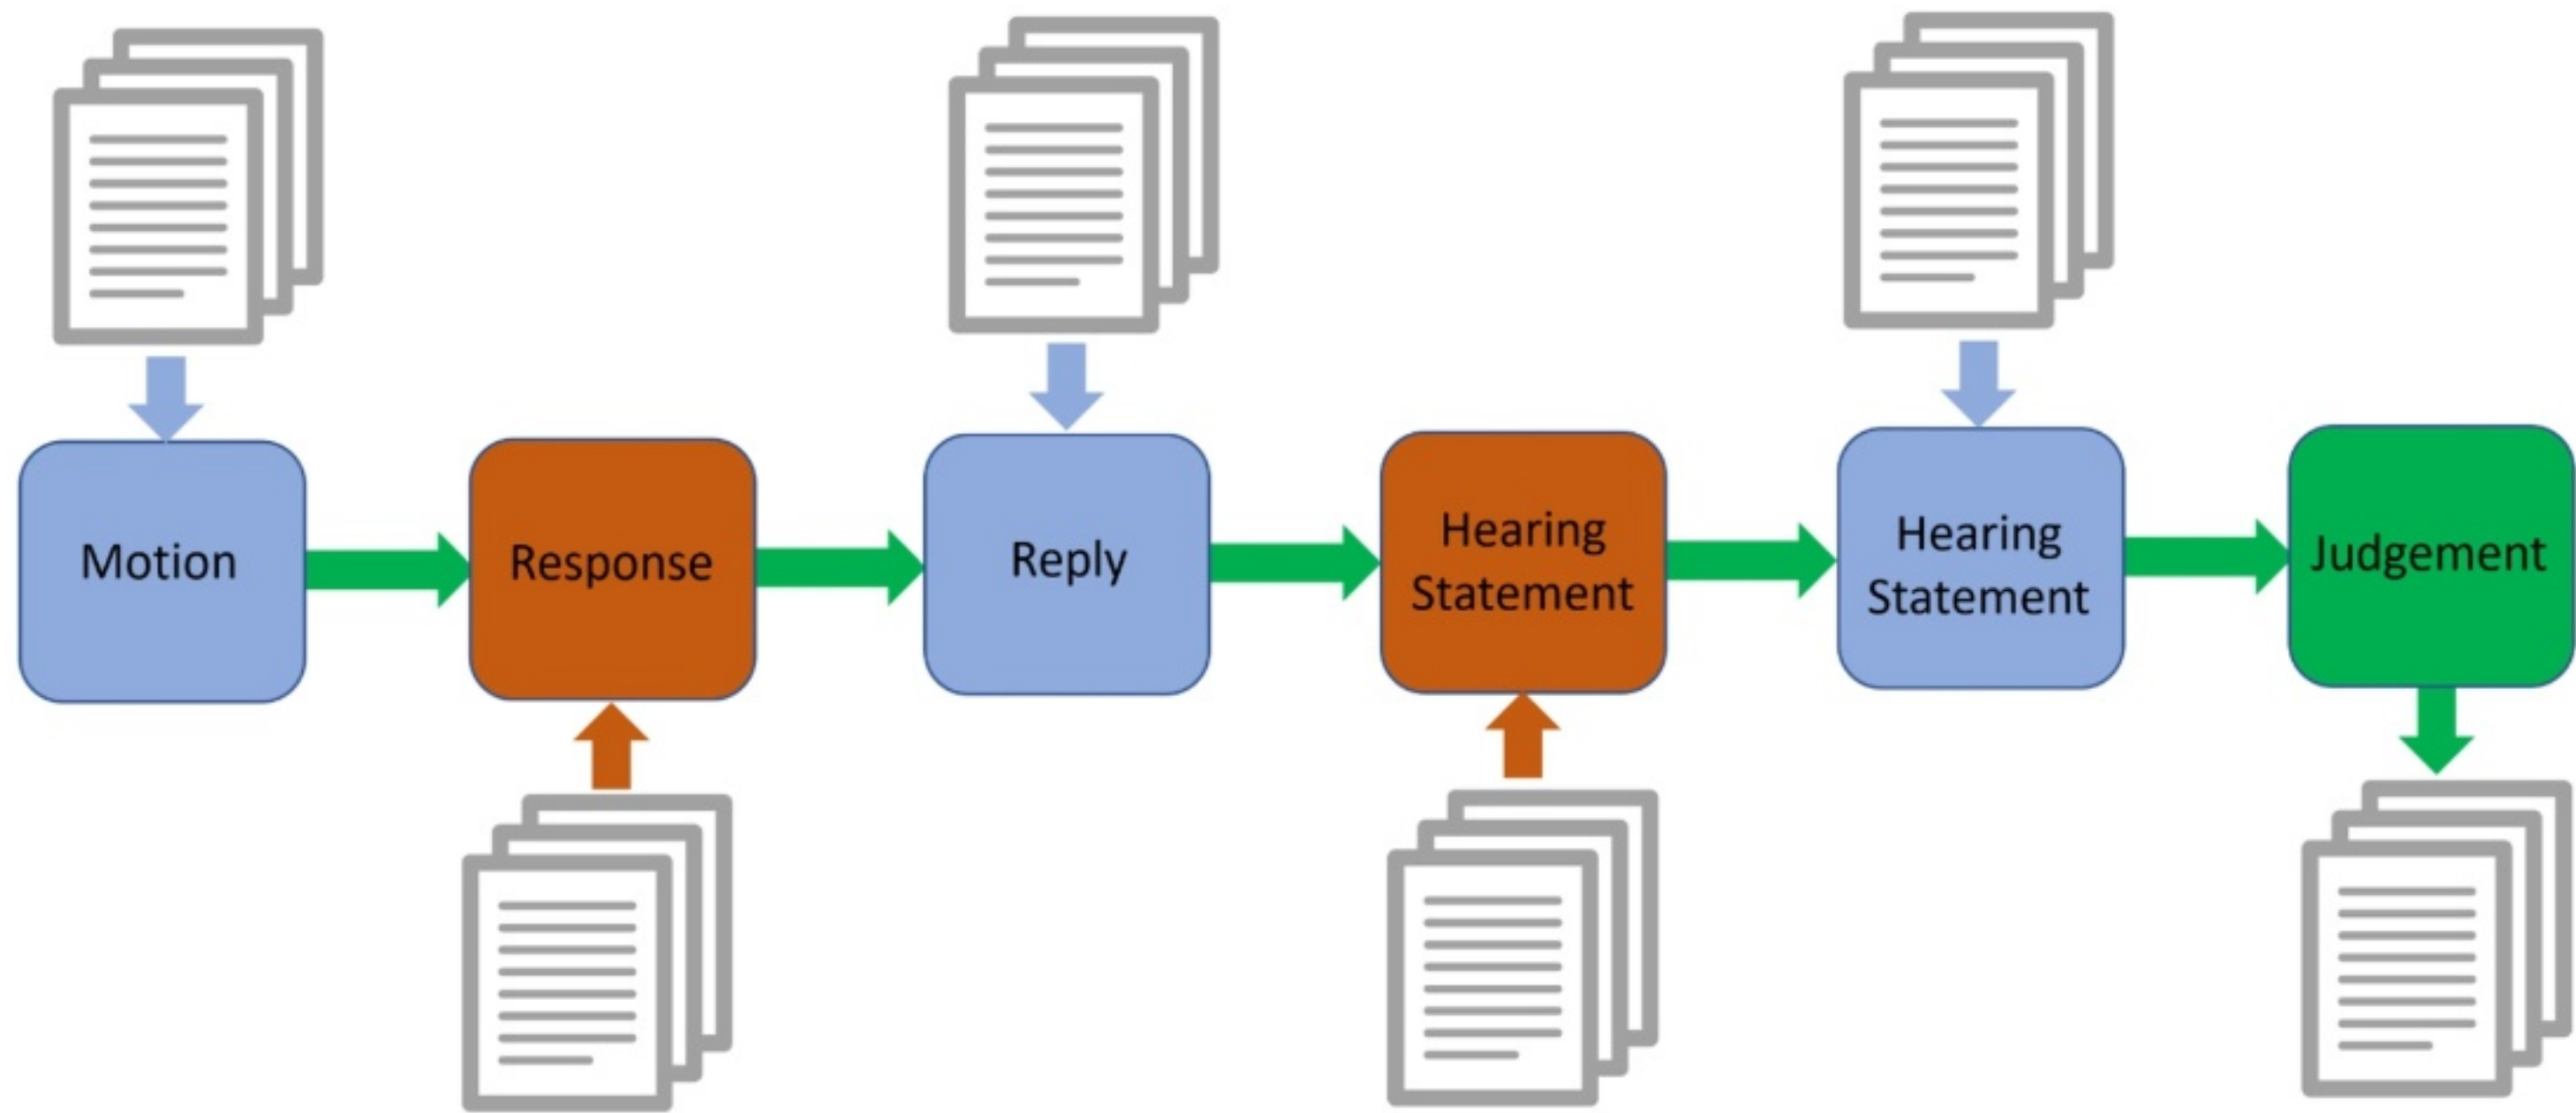 Motion
Response
Reply
Hearing
Statement
Hearing
Statement
Judgement